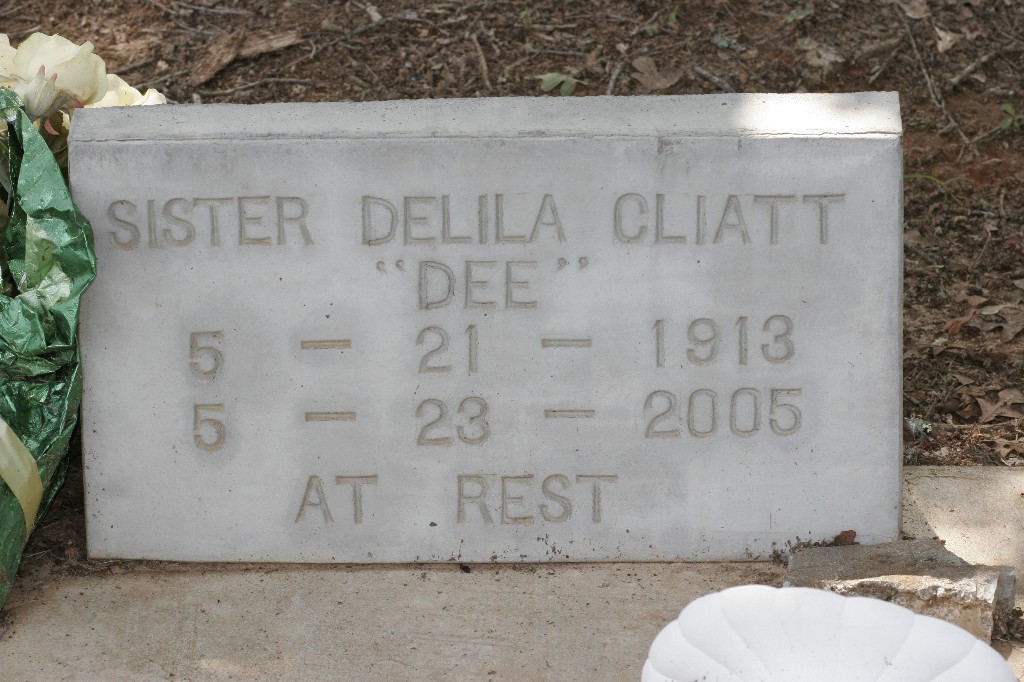 SISTER DELILA CLIATT
"DEE"
5 — 21 — 1913
5 — 23 — 2005
AT REST